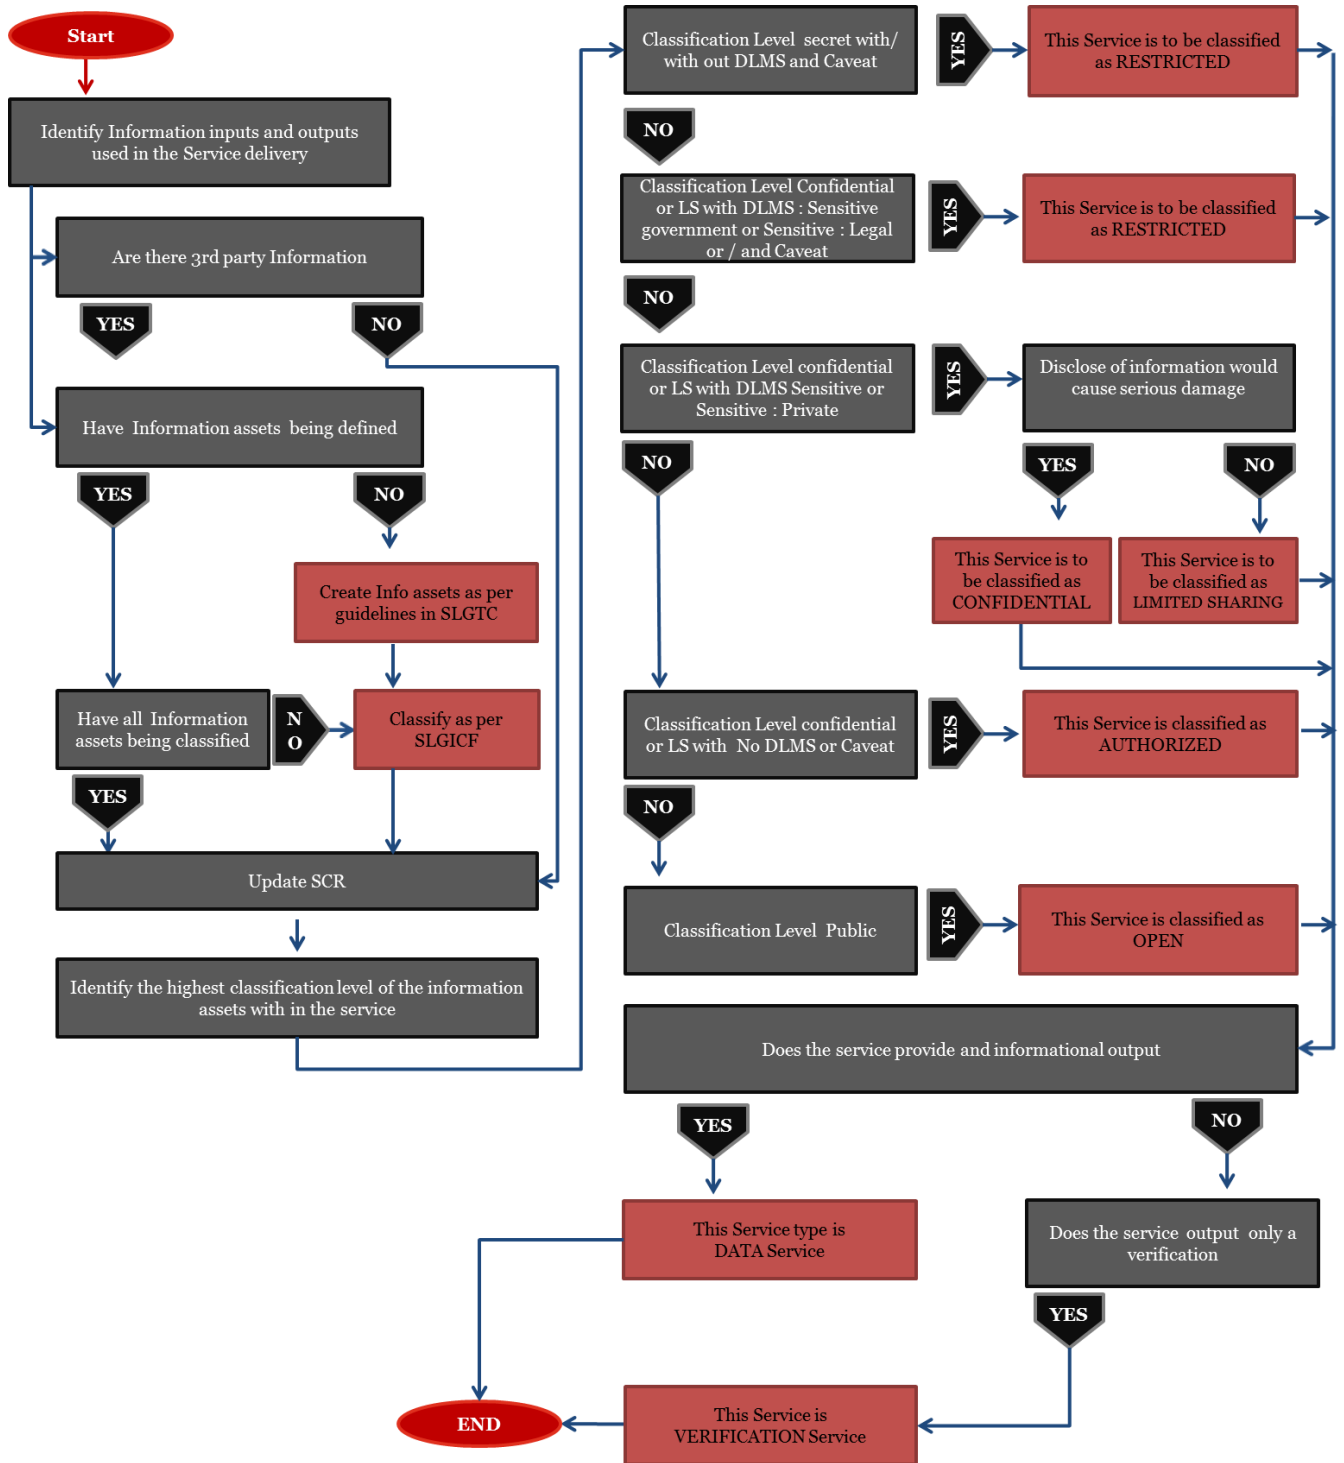 Start
Identify Information inputs and outputs
used in the Service delivery
Are there 3rd party Information
YES
NO
Have Information assets being defined
YES
NO
Create Info assets as per
guidelines in SLGTC
Have all Information
assets being classified
N
O
Classify as per
SLGICF
YES
Update SCR
Identify the highest classification level of the information
assets with in the service
Classification Level secret with/
with out DLMS and Caveat
YES
This Service is to be classified
as RESTRICTED
NO
Classification Level Confidential
or LS with DLMS : Sensitive
government or Sensitive : Legal
or / and Caveat
YES
This Service is to be classified
as RESTRICTED
NO
Classification Level confidential
or LS with DLMS Sensitive or
Sensitive : Private
YES
Disclose of information would
cause serious damage
NO
YES
NO
This Service is to
be classified as
CONFIDENTIAL
This Service is to
be classified as
LIMITED SHARING
Classification Level confidential
or LS with No DLMS or Caveat
YES
This Service is classified as
AUTHORIZED
NO
Classification Level Public
YES
This Service is classified as
OPEN
Does the service provide and informational output
YES
NO
This Service type is
DATA Service
Does the service output only a
verification
YES
This Service is
VERIFICATION Service
END